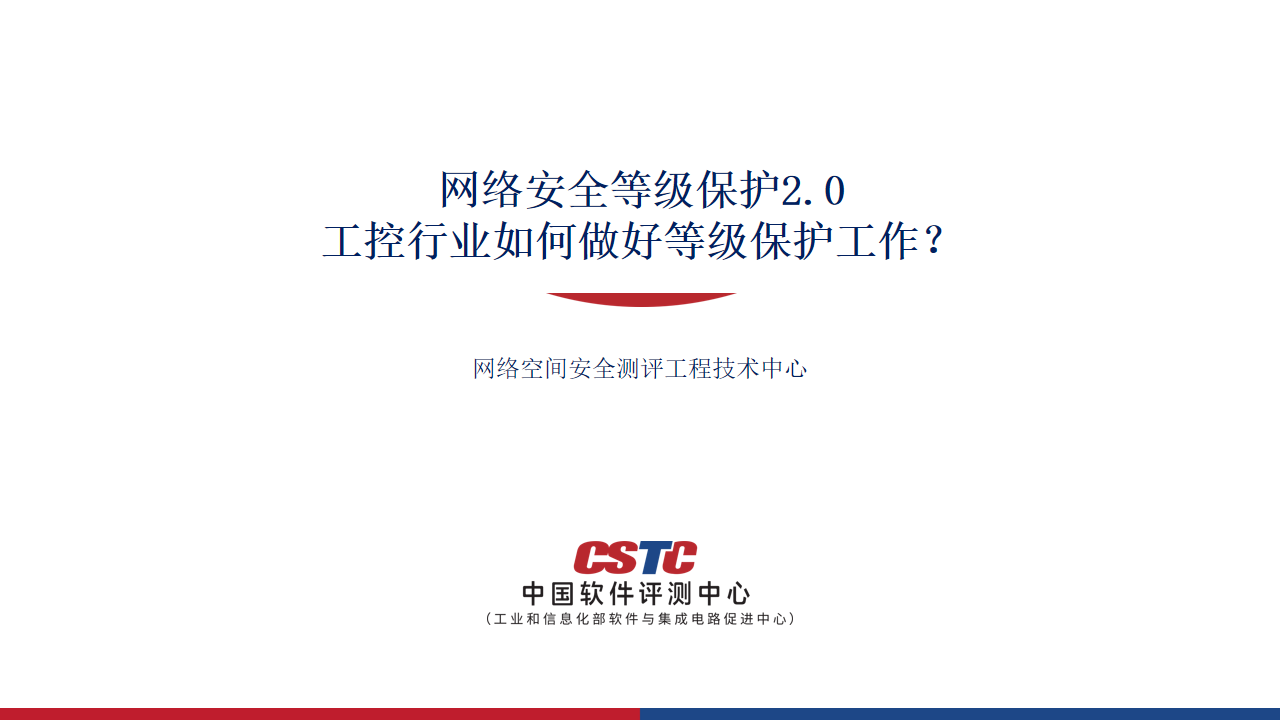 网络安全等级保护2.0
工控行业如何做好等级保护工作？
网络空间安全测评工程技术中心
CSTC
中国软件评测中心
（工业和信息化部软件与集成电路促进中心）